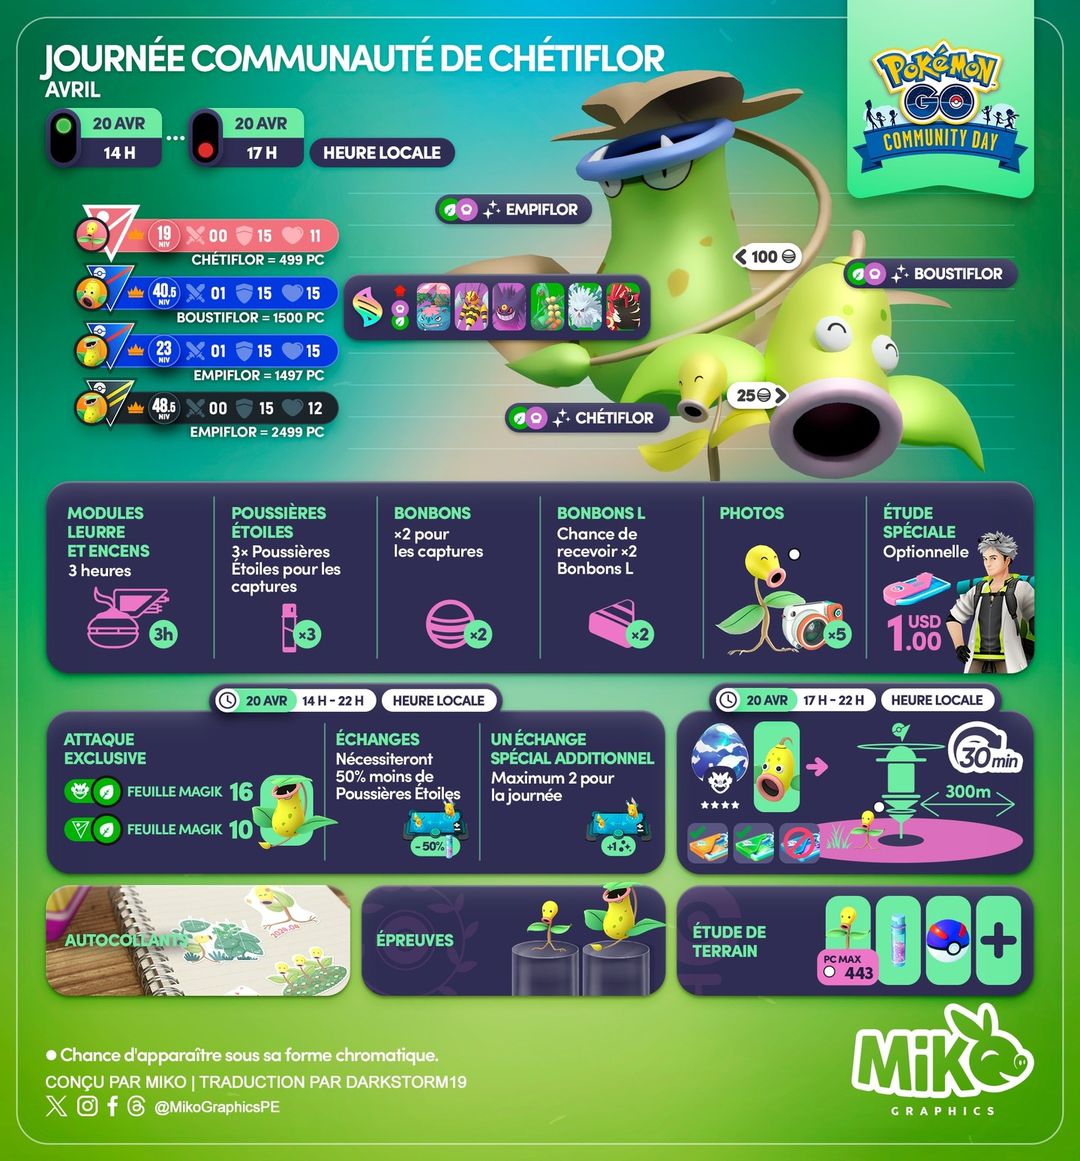 JOURNÉE COMMUNAUTÉ DE CHÉTIFLOR
AVRIL
20 AVR
14 H
...
20 AVR
17 H
HEURE LOCALE
POKÉMON
GO
COMMUNITY DAY
19 NIV 00 15 11
CHÉTIFLOR = 499 PC
40.5 NIV 01 15 15
BOUSTIFLOR = 1500 PC
23 NIV 01 15 15
EMPIFLOR = 1497 PC
48.5 NIV 00 15 12
EMPIFLOR = 2499 PC
EMPIFLOR
< 100
BOUSTIFLOR
25 >
CHÉTIFLOR
MODULES
LEURRE
ET ENCENS
3 heures
3h
POUSSIÈRES
ÉTOILES
3× Poussières
Étoiles pour les
captures
×3
BONBONS
×2 pour
les captures
×2
BONBONS L
Chance de
recevoir ×2
Bonbons L
×2
PHOTOS
×5
ÉTUDE
SPÉCIALE
Optionnelle
1 USD
.00
20 AVR 14 H - 22 H HEURE LOCALE
ATTAQUE
EXCLUSIVE
FEUILLE MAGIK 16
FEUILLE MAGIK 10
ÉCHANGES
Nécessiteront
50% moins de
Poussières Étoiles
- 50%
UN ÉCHANGE
SPÉCIAL ADDITIONNEL
Maximum 2 pour
la journée
+1
20 AVR 17 H - 22 H HEURE LOCALE
30 min
300m
AUTOCOLLANTS
2024.04
ÉPREUVES
ÉTUDE DE
TERRAIN
PC MAX
443
Chance d'apparaître sous sa forme chromatique.
CONÇU PAR MIKO | TRADUCTION PAR DARKSTORM19
@MikoGraphicsPE
MiKO
GRAPHICS